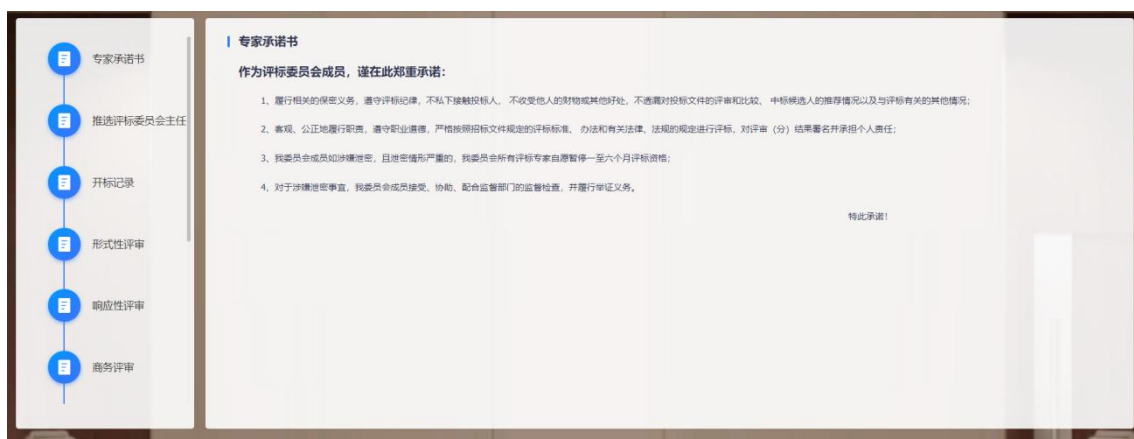 专家承诺书
推选评标委员会主任
开标记录
形式性评审
响应性评审
商务评审
专家承诺书
作为评标委员会成员，谨在此郑重承诺：
1、履行相关的保密义务，遵守评标纪律，不私下接触投标人， 不收受他人的财物或其他好处，不透漏对投标文件的评审和比较、 中标候选人的推荐情况以及与评标有关的其他情况；
2、客观、公正地履行职责，遵守职业道德，严格按照招标文件规定的评标标准、 办法和有关法律、法规的规定进行评标，对评审（分）结果署名并承担个人责任；
3、我委员会成员如涉嫌泄密，且泄密情形严重的，我委员会所有评标专家自愿暂停一至六个月评标资格；
4、对于涉嫌泄密事宜，我委员会成员接受、协助、配合监督部门的监督检查，并履行举证义务。
特此承诺！